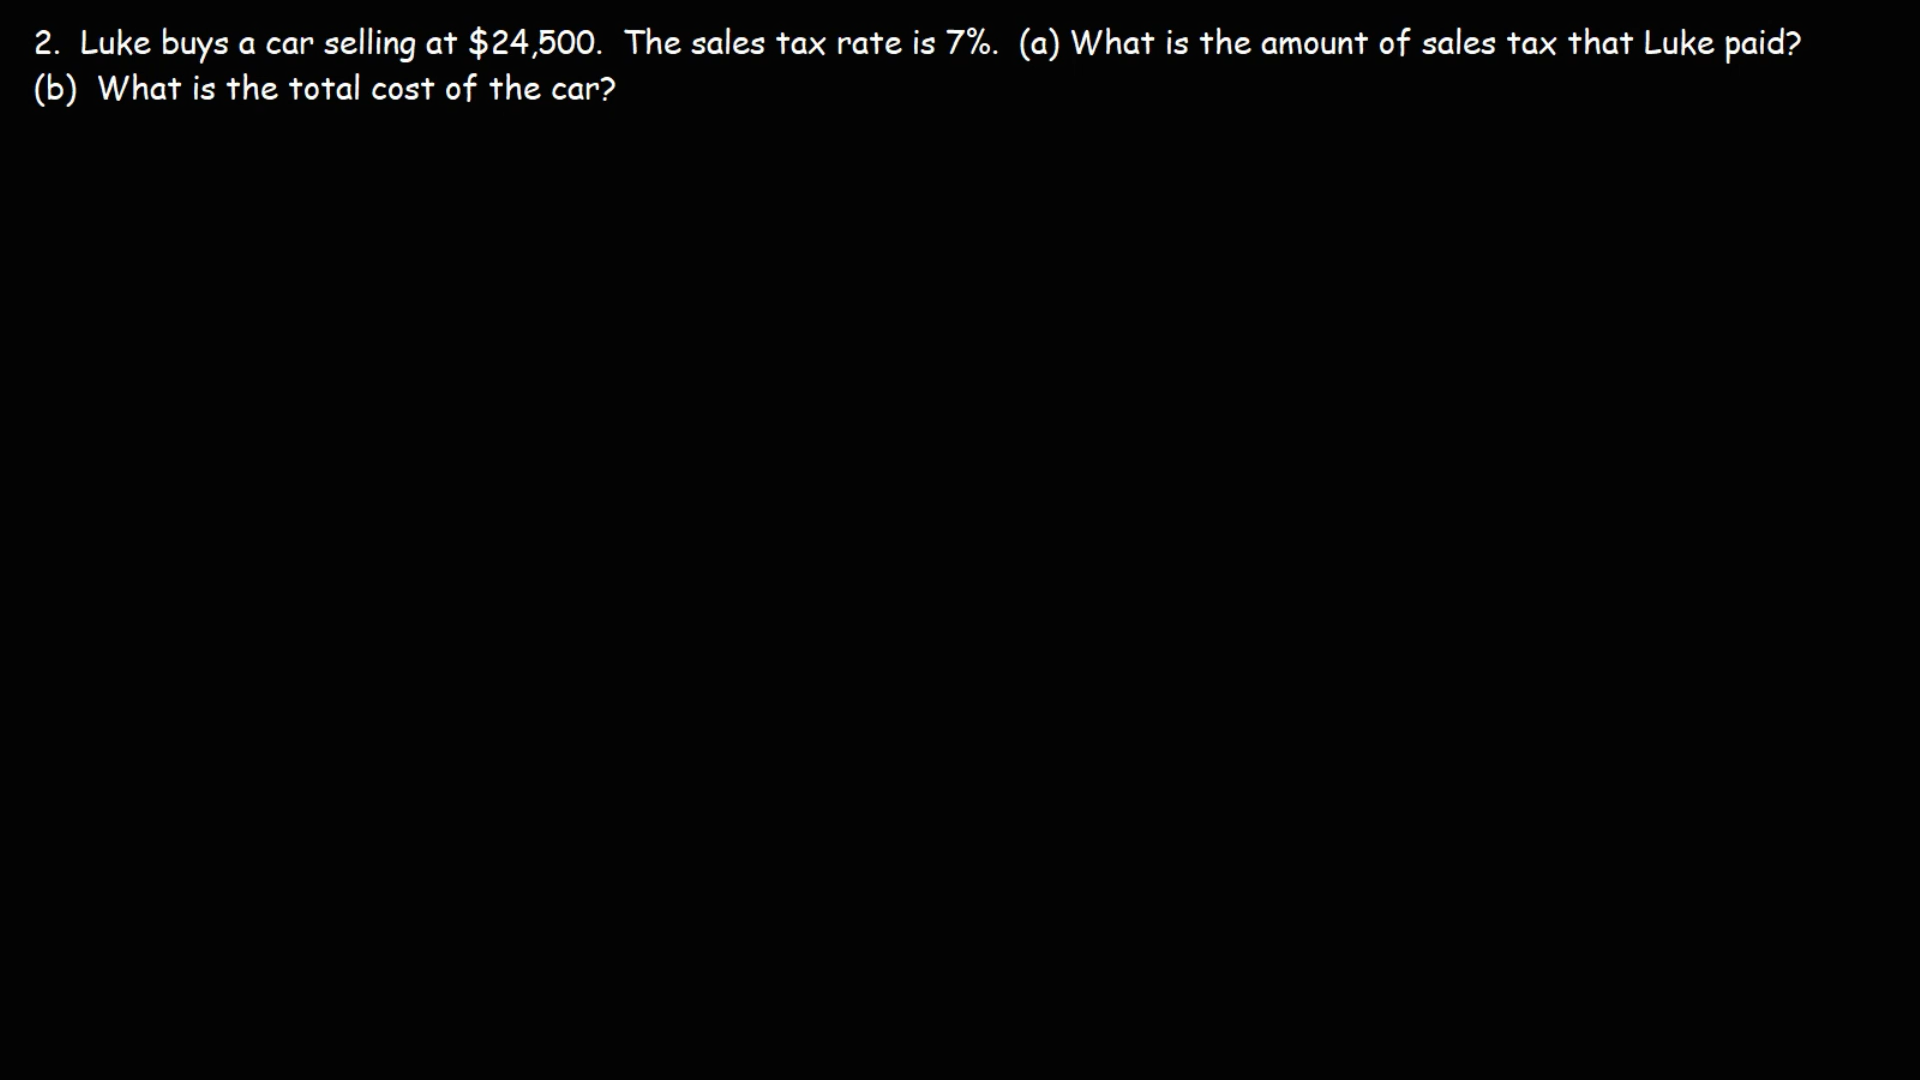 2. Luke buys a car selling at $24,500. The sales tax rate is 7%. (a) What is the amount of sales tax that Luke paid?
(b) What is the total cost of the car?